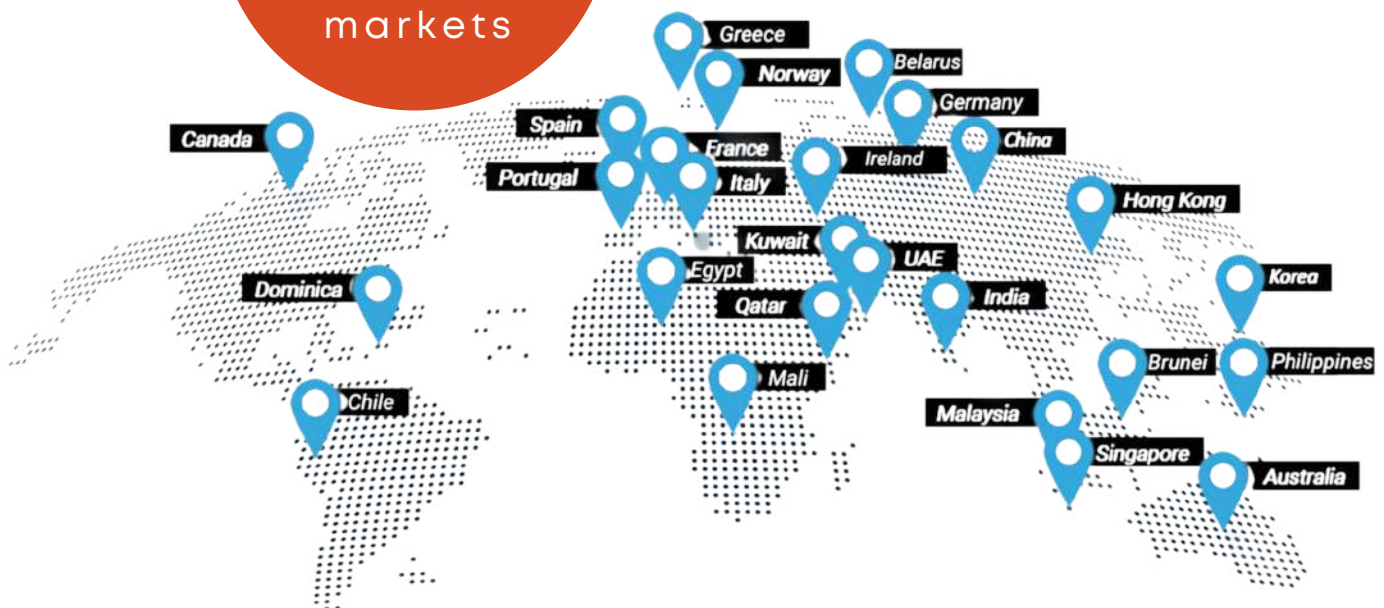 markets
Greece
Norway
Belarus
Germany
Spain
Canada
France
China
Ireland
Portugal
Italy
Hong Kong
Kuwait
UAE
Egypt
Korea
Dominica
Qatar
India
Brunei
Philippines
Mali
Chile
Malaysia
Singapore
Australia